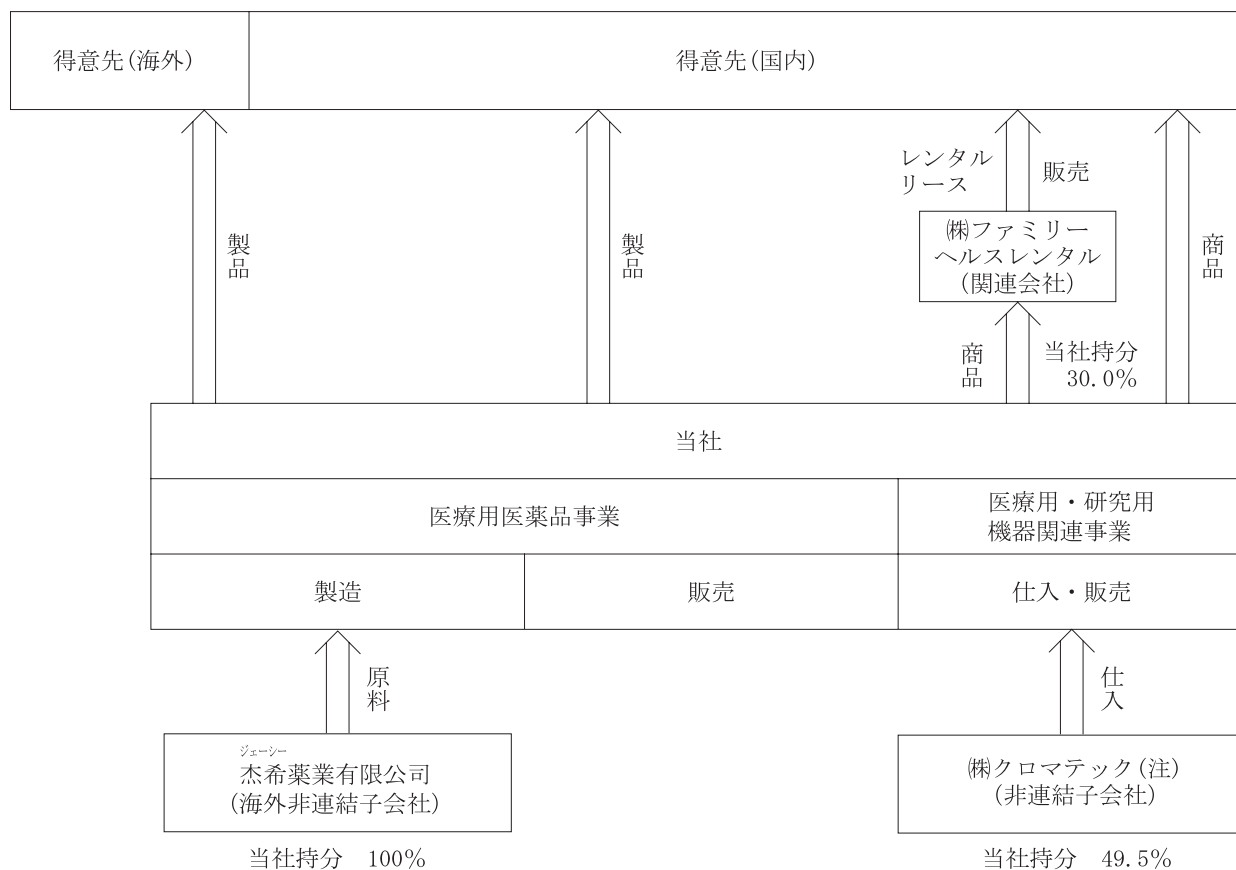 得意先(海外)
得意先(国内)
レンタル
リース
販売
製品
製品
㈱ファミリー
ヘルスレンタル
(関連会社)
商品
商品
当社持分
30.0%
当社
医療用医薬品事業
医療用・研究用
機器関連事業
製造
販売
仕入・販売
原料
仕入
ジェーシー
杰希薬業有限公司
(海外非連結子会社)
㈱クロマテック(注)
(非連結子会社)
当社持分　100%
当社持分　49.5%